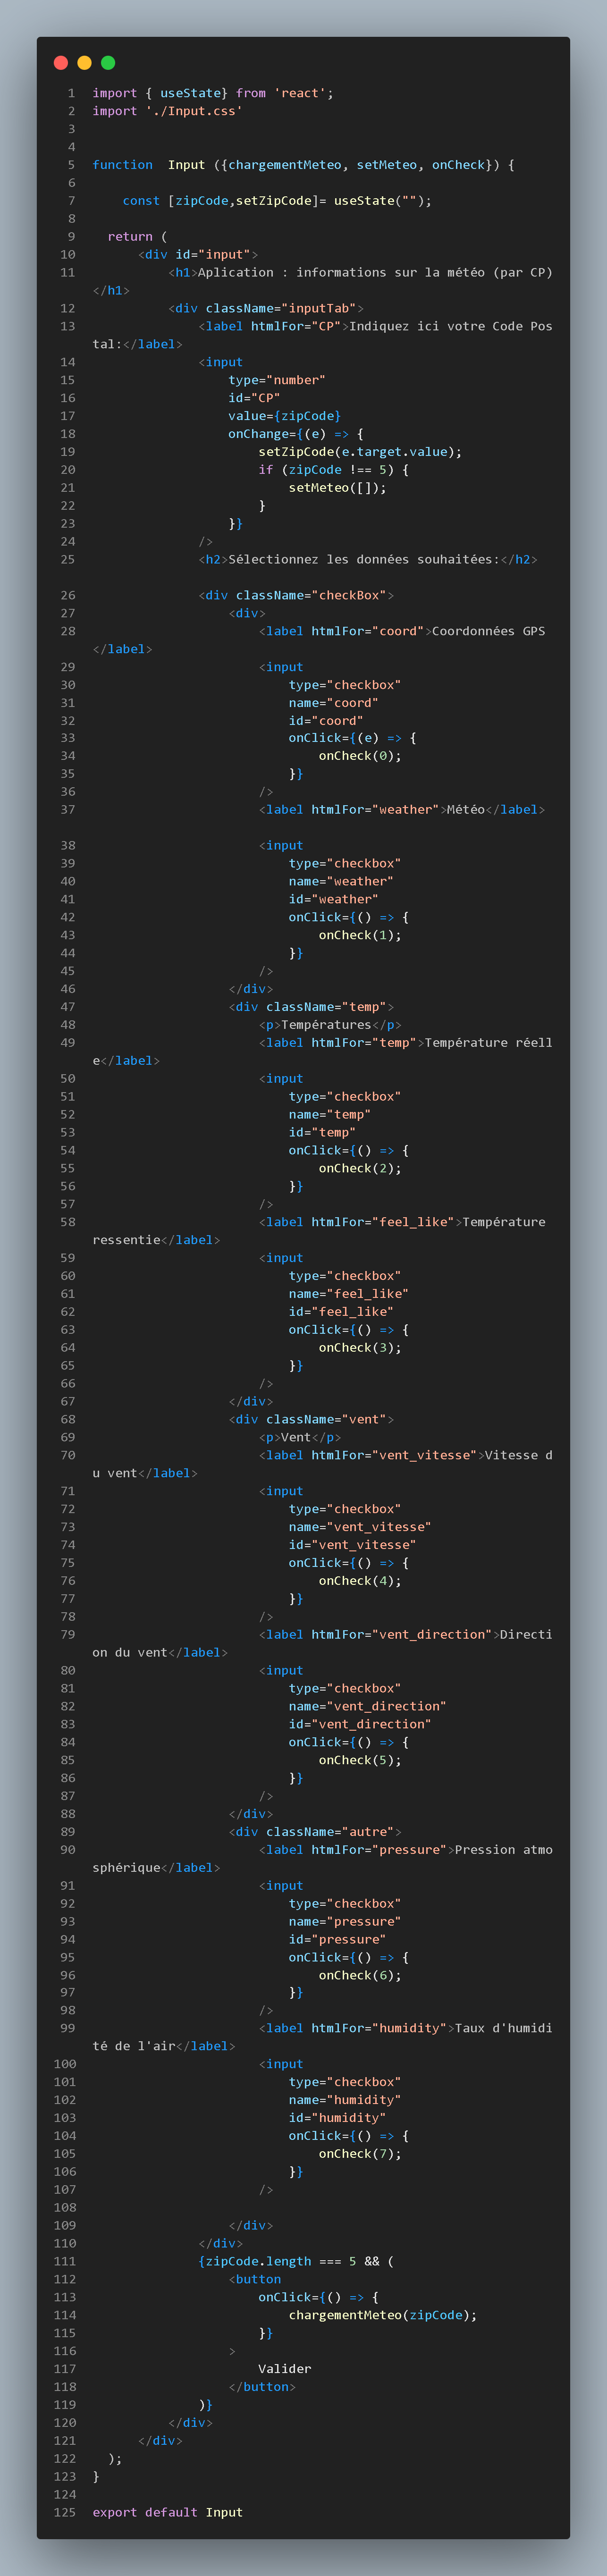 1 import { useState} from 'react';
2 import './Input.css'
3
4
5 function  Input ({chargementMeteo, setMeteo, onCheck}) {
6
7     const [zipCode,setZipCode]= useState("");
8
9   return (
10       <div id="input">
11           <h1>Aplication : informations sur la météo (par CP)
</h1>
12           <div className="inputTab">
13               <label htmlFor="CP">Indiquez ici votre Code Pos
tal:</label>
14               <input
15                   type="number"
16                   id="CP"
17                   value={zipCode}
18                   onChange={(e) => {
19                       setZipCode(e.target.value);
20                       if (zipCode !== 5) {
21                           setMeteo([]);
22                       }
23                   }}
24               />
25               <h2>Sélectionnez les données souhaitées:</h2>
26               <div className="checkBox">
27                   <div>
28                       <label htmlFor="coord">Coordonnées GPS
</label>
29                       <input
30                           type="checkbox"
31                           name="coord"
32                           id="coord"
33                           onClick={(e) => {
34                               onCheck(0);
35                           }}
36                       />
37                       <label htmlFor="weather">Météo</label>
38                       <input
39                           type="checkbox"
40                           name="weather"
41                           id="weather"
42                           onClick={() => {
43                               onCheck(1);
44                           }}
45                       />
46                   </div>
47                   <div className="temp">
48                       <p>Températures</p>
49                       <label htmlFor="temp">Température réell
e</label>
50                       <input
51                           type="checkbox"
52                           name="temp"
53                           id="temp"
54                           onClick={() => {
55                               onCheck(2);
56                           }}
57                       />
58                       <label htmlFor="feel_like">Température
ressentie</label>
59                       <input
60                           type="checkbox"
61                           name="feel_like"
62                           id="feel_like"
63                           onClick={() => {
64                               onCheck(3);
65                           }}
66                       />
67                   </div>
68                   <div className="vent">
69                       <p>Vent</p>
70                       <label htmlFor="vent_vitesse">Vitesse d
u vent</label>
71                       <input
72                           type="checkbox"
73                           name="vent_vitesse"
74                           id="vent_vitesse"
75                           onClick={() => {
76                               onCheck(4);
77                           }}
78                       />
79                       <label htmlFor="vent_direction">Directi
on du vent</label>
80                       <input
81                           type="checkbox"
82                           name="vent_direction"
83                           id="vent_direction"
84                           onClick={() => {
85                               onCheck(5);
86                           }}
87                       />
88                   </div>
89                   <div className="autre">
90                       <label htmlFor="pressure">Pression atmo
sphérique</label>
91                       <input
92                           type="checkbox"
93                           name="pressure"
94                           id="pressure"
95                           onClick={() => {
96                               onCheck(6);
97                           }}
98                       />
99                       <label htmlFor="humidity">Taux d'humidi
té de l'air</label>
100                       <input
101                           type="checkbox"
102                           name="humidity"
103                           id="humidity"
104                           onClick={() => {
105                               onCheck(7);
106                           }}
107                       />
108
109                   </div>
110               </div>
111               {zipCode.length === 5 && (
112                   <button
113                       onClick={() => {
114                           chargementMeteo(zipCode);
115                       }}
116                   >
117                       Valider
118                   </button>
119               )}
120           </div>
121       </div>
122   );
123 }
124
125 export default Input